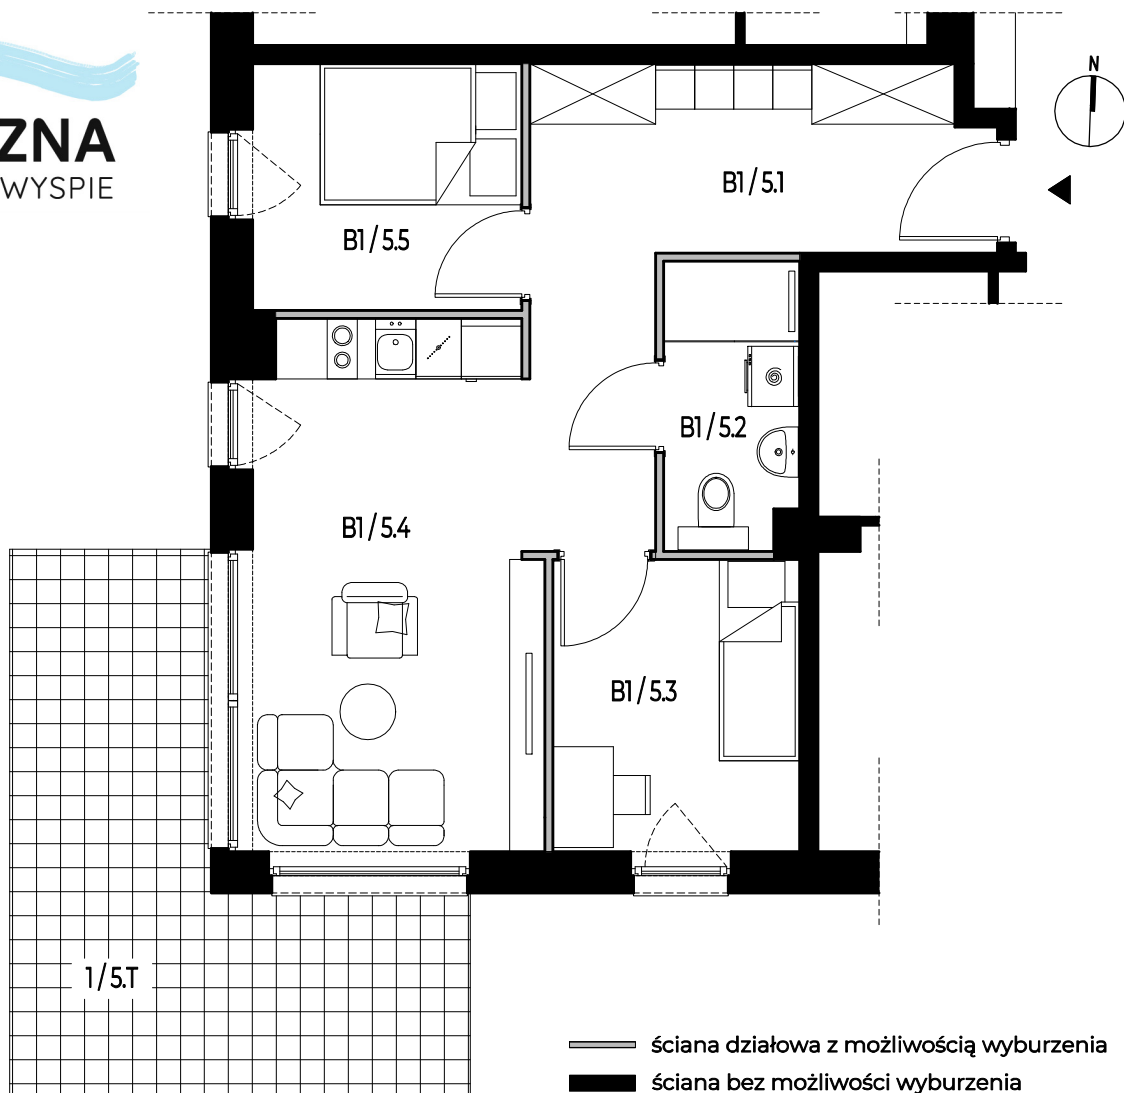 ZNA
WYSPIE
N
B1 / 5.1
B1 / 5.5
B1 / 5.2
B1 / 5.4
B1 / 5.3
1 / 5.T
ściana działowa z możliwością wyburzenia
ściana bez możliwości wyburzenia